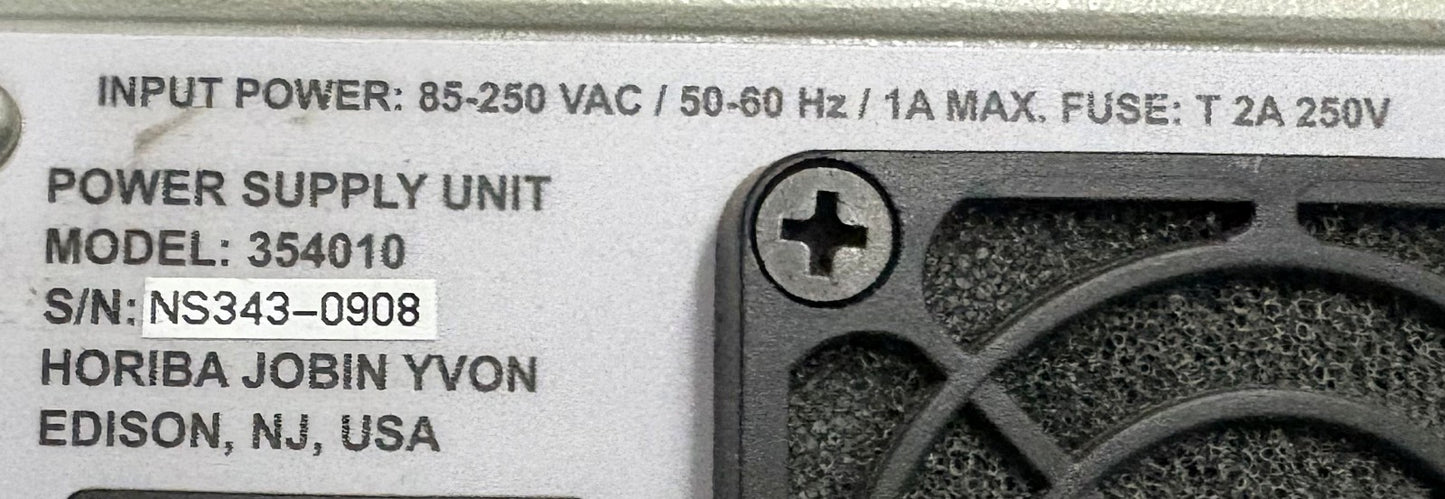 INPUT POWER: 85-250 VAC / 50-60 Hz / 1A MAX. FUSE: T 2A 250V
POWER SUPPLY UNIT
MODEL: 354010
S/N: NS343-0908
HORIBA JOBIN YVON
EDISON, NJ, USA